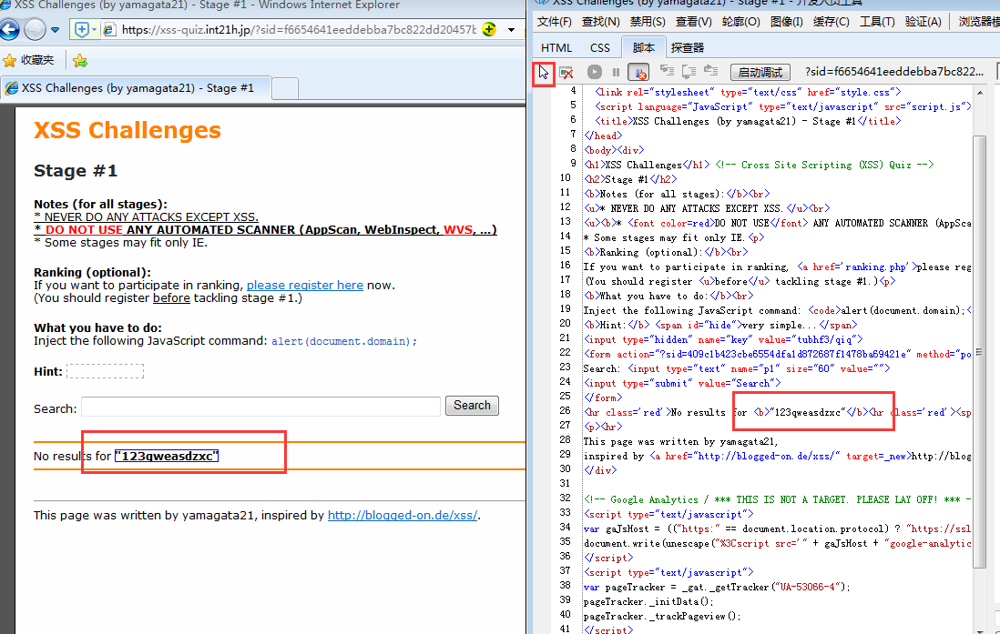 XSS Challenges (by yamagata21) - Stage #1 - Windows Internet Explorer
https://xss-quiz.int21h.jp/?sid=f6654641eeddebba7bc822dd20457b
收藏夹
XSS Challenges (by yamagata21) - Stage #1
XSS Challenges
Stage #1
Notes (for all stages):
* NEVER DO ANY ATTACKS EXCEPT XSS.
* DO NOT USE ANY AUTOMATED SCANNER (AppScan, WebInspect, WVS, ...)
* Some stages may fit only IE.
Ranking (optional):
If you want to participate in ranking, please register here now.
(You should register before tackling stage #1.)
What you have to do:
Inject the following JavaScript command: alert(document.domain);
Hint:
Search: Search
No results for "123qweasdzxc"
This page was written by yamagata21, inspired by http://blogged-on.de/xss/.
XSS Challenges (by yamagata21) - Stage #1 - 开发人员工具
文件(F) 查找(N) 禁用(S) 查看(V) 轮廓(O) 图像(I) 缓存(C) 工具(T) 验证(A) 浏览器模
HTML CSS 脚本 探查器
启动调试 ?sid=f6654641eeddebba7bc822...
4 <link rel="stylesheet" type="text/css" href="style.css">
5 <script language="JavaScript" type="text/javascript" src="script.js">
6 <title>XSS Challenges (by yamagata21) - Stage #1</title>
7 </head>
8 <body><div>
9 <h1>XSS Challenges</h1> <!-- Cross Site Scripting (XSS) Quiz -->
10 <h2>Stage #1</h2>
11 <b>Notes (for all stages):</b><br>
12 <u>* NEVER DO ANY ATTACKS EXCEPT XSS.</u><br>
13 <u><b>* <font color=red>DO NOT USE</font> ANY AUTOMATED SCANNER (AppSca
14 * Some stages may fit only IE.<p>
15 <b>Ranking (optional):</b><br>
16 If you want to participate in ranking, <a href='ranking.php'>please reg
17 (You should register <u>before</u> tackling stage #1.)<p>
18 <b>What you have to do:</b><br>
19 Inject the following JavaScript command: <code>alert(document.domain);<
20 <b>Hint:</b> <span id="hide">very simple...</span>
21 <input type="hidden" name="key" value="tubhf3/qiq">
22 <form action="?sid=409c1b423cbe6554dfa1d872687f1478ba69421e" method="po
23 Search: <input type="text" name="p1" size="60" value="">
24 <input type="submit" value="Search">
25 </form>
26 <hr class='red'>No results for <b>"123qweasdzxc"</b><hr class='red'><sp
27 <p><hr>
28 This page was written by yamagata21,
29 inspired by <a href="http://blogged-on.de/xss/" target=_new>http://blog
30 </div>
31
32 <!-- Google Analytics / *** THIS IS NOT A TARGET. PLEASE LAY OFF! *** -
33 <script type="text/javascript">
34 var gaJsHost = (("https:" == document.location.protocol) ? "https://ssl
35 document.write(unescape("%3Cscript src='" + gaJsHost + "google-analytic
36 </script>
37 <script type="text/javascript">
38 var pageTracker = _gat._getTracker("UA-53066-4");
39 pageTracker._initData();
40 pageTracker._trackPageview();
41 </script>